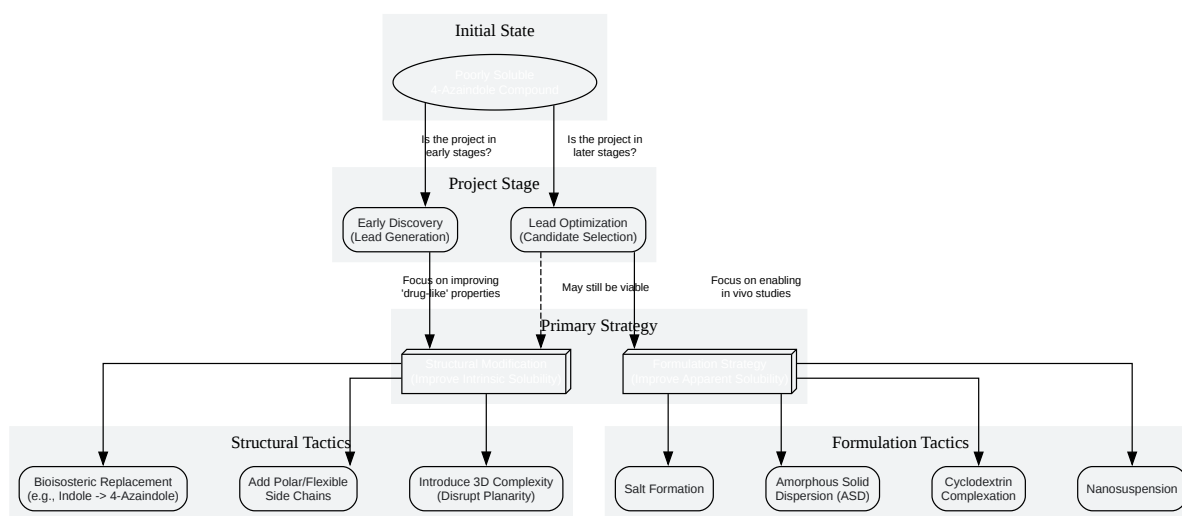 Initial State
Poorly Soluble
4-Azaindole Compound
Is the project in
early stages?
Is the project in
later stages?
Project Stage
Early Discovery
(Lead Generation)
Lead Optimization
(Candidate Selection)
Focus on improving
'drug-like' properties
May still be viable
Focus on enabling
in vivo studies
Primary Strategy
Structural Modification
(Improve Intrinsic Solubility)
Formulation Strategy
(Improve Apparent Solubility)
Structural Tactics
Formulation Tactics
Bioisosteric Replacement
(e.g., Indole -> 4-Azaindole)
Add Polar/Flexible
Side Chains
Introduce 3D Complexity
(Disrupt Planarity)
Salt Formation
Amorphous Solid
Dispersion (ASD)
Cyclodextrin
Complexation
Nanosuspension